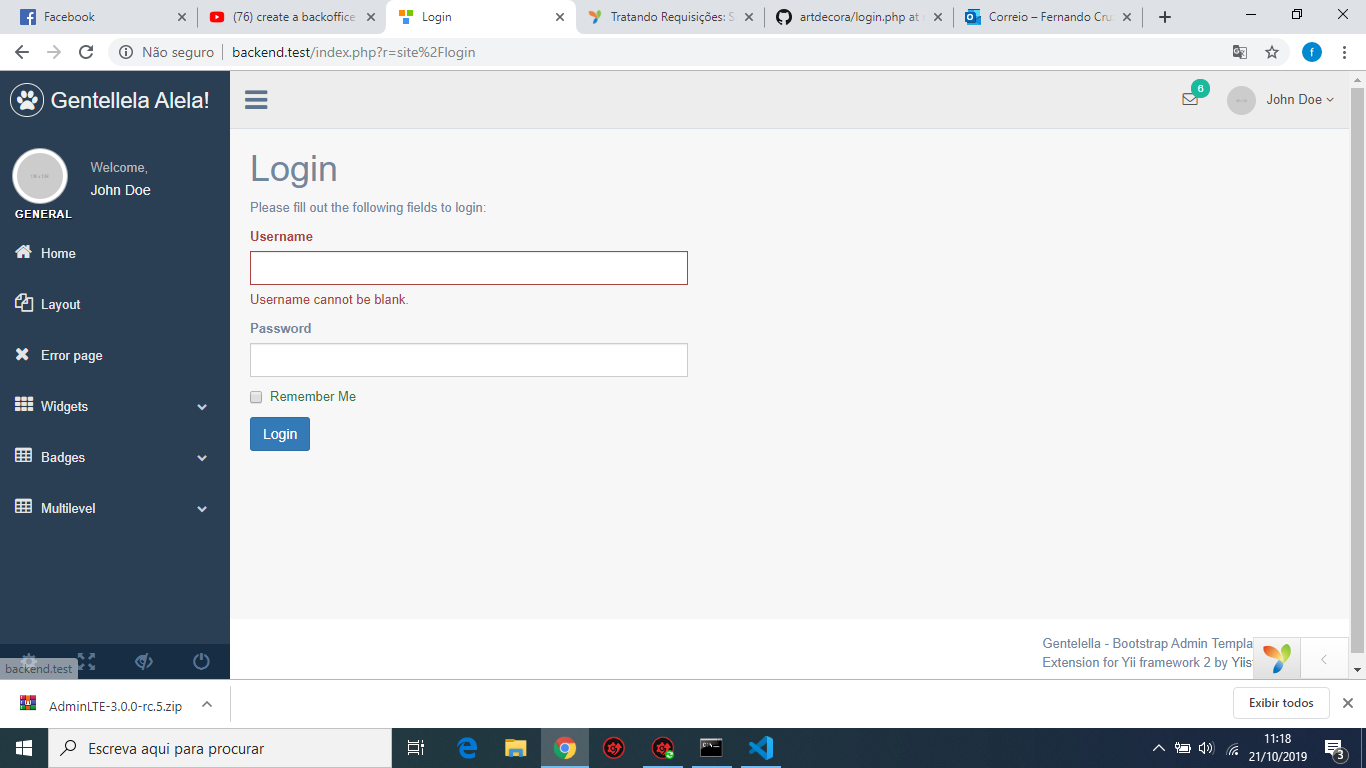 Facebook
(76) create a backoffice
Login
Tratando Requisições: S
artdecora/login.php at
Correio – Fernando Cru
Não seguro
backend.test/index.php?r=site%2Flogin
f
Gentellela Alela!
6
John Doe
Welcome,
John Doe
GENERAL
Home
Layout
Error page
Widgets
Badges
Multilevel
Login
Please fill out the following fields to login:
Username
Username cannot be blank.
Password
Remember Me
Login
Gentelella - Bootstrap Admin Templa
Extension for Yii framework 2 by Yiist
backend.test
AdminLTE-3.0.0-rc.5.zip
Exibir todos
Escreva aqui para procurar
11:18
21/10/2019
3